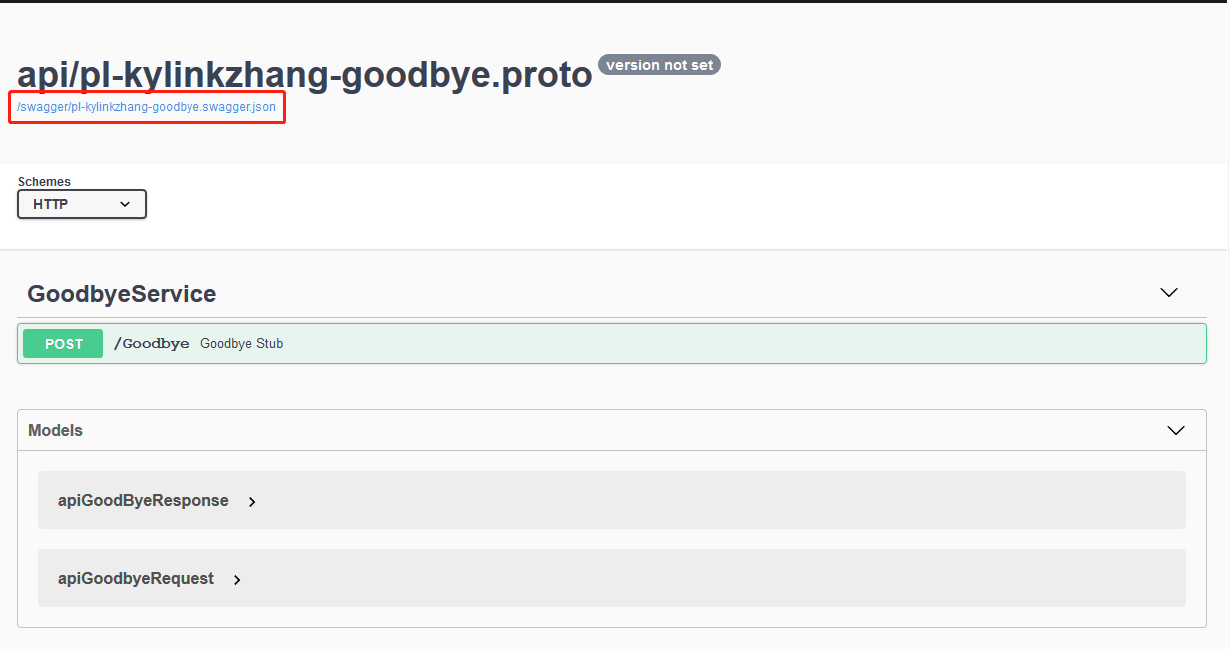 api/pl-kylinkzhang-goodbye.proto version not set
/swagger/pl-kylinkzhang-goodbye.swagger.json
Schemes
HTTP
GoodbyeService
POST /Goodbye Goodbye Stub
Models
apiGoodByeResponse
apiGoodbyeRequest